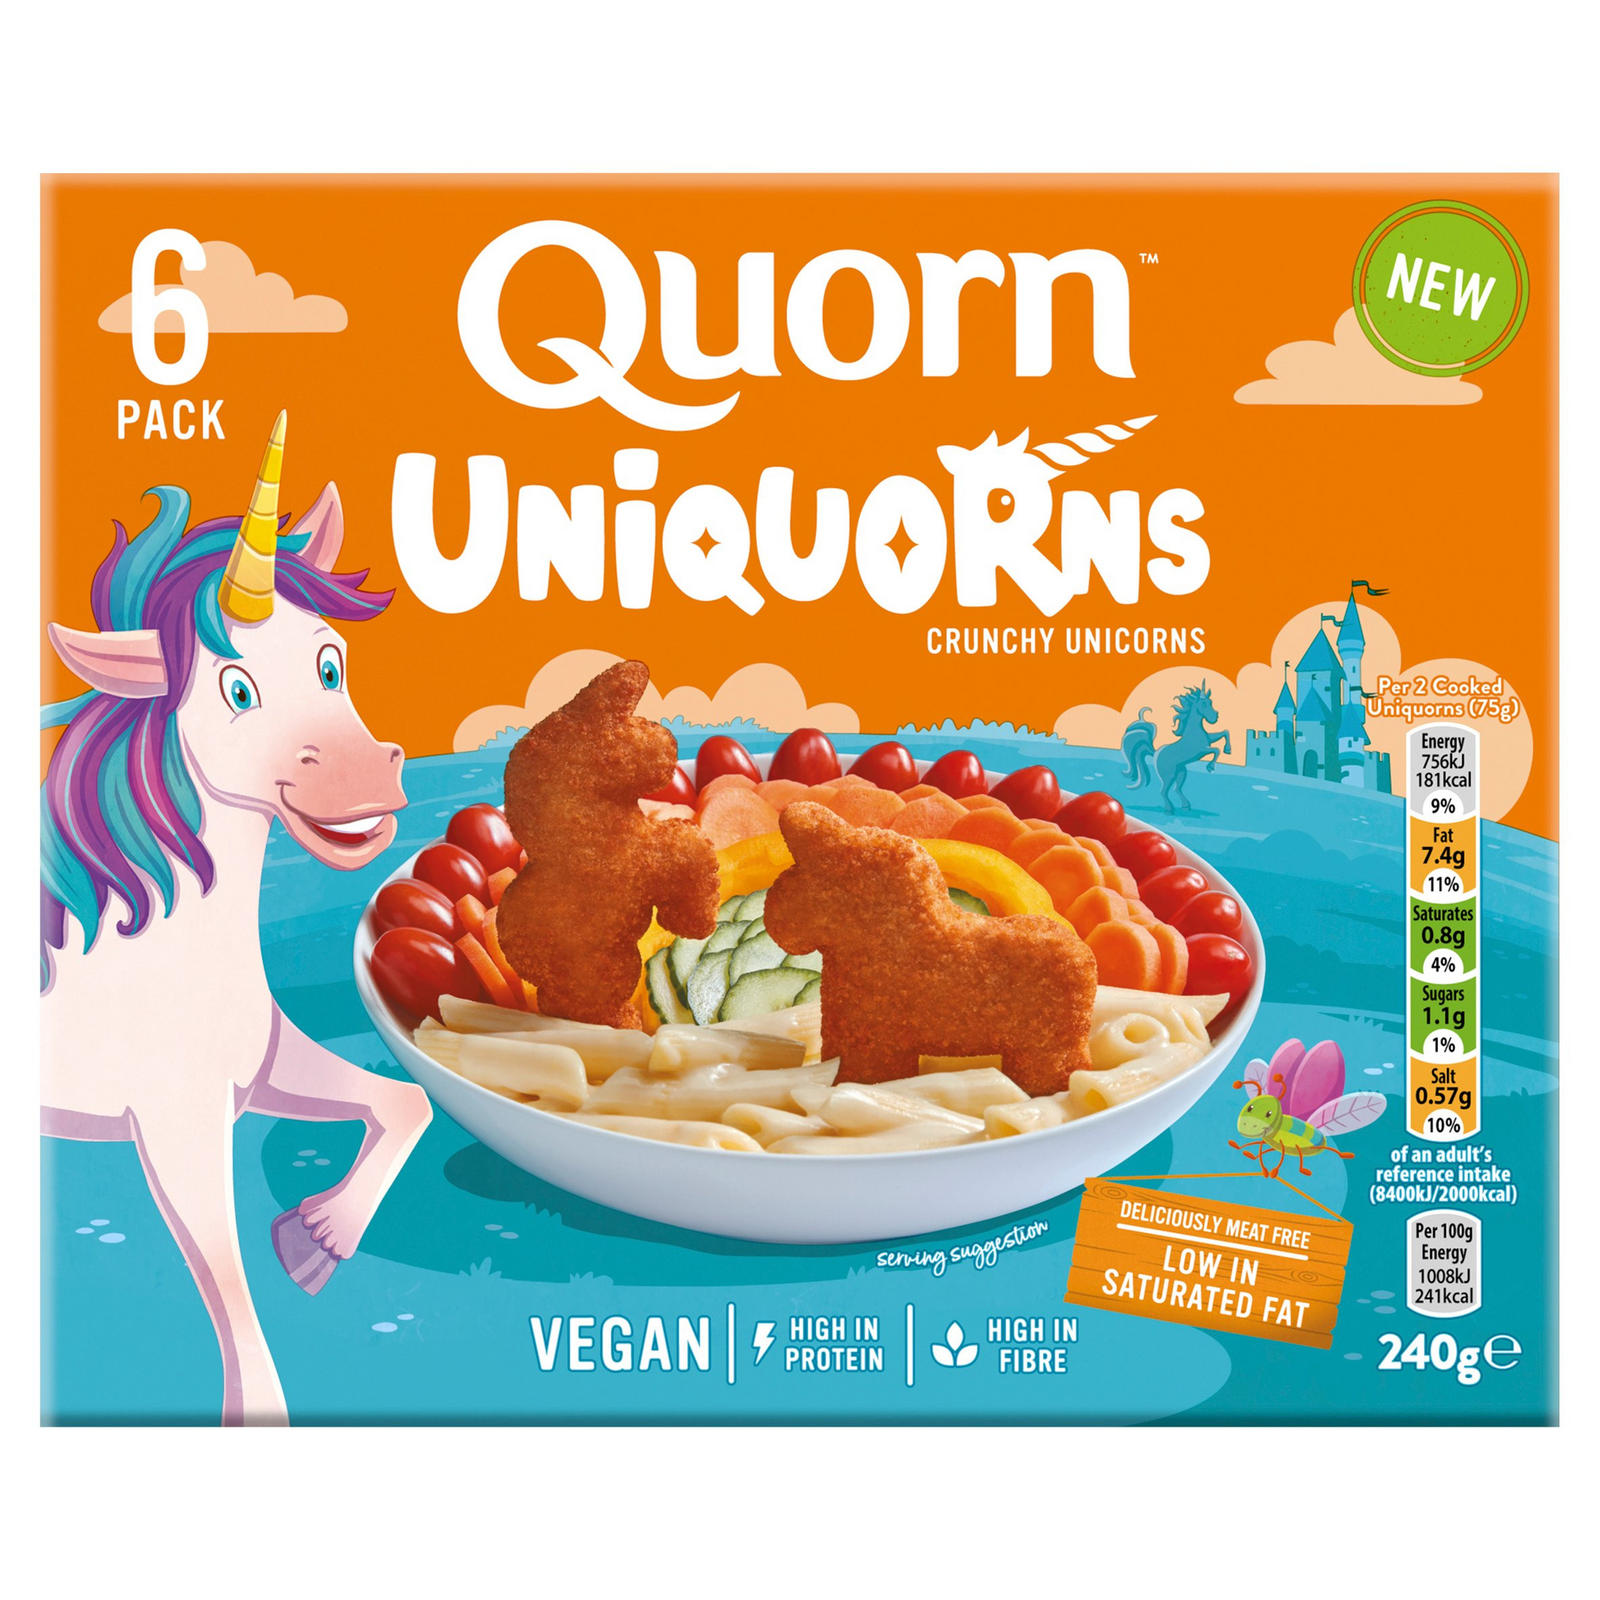 6
PACK
Quorn™
UNiQUORNS
CRUNCHY UNICORNS
NEW
Per 2 Cooked
Uniquorns (75g)
Energy
756kJ
181kcal
9%
Fat
7.4g
11%
Saturates
0.8g
4%
Sugars
1.1g
1%
Salt
0.57g
10%
of an adult's
reference intake
(8400kJ/2000kcal)
Per 100g
Energy
1008kJ
241kcal
240g℮
serving suggestion
DELICIOUSLY MEAT FREE
LOW IN
SATURATED FAT
VEGAN
HIGH IN
PROTEIN
HIGH IN
FIBRE